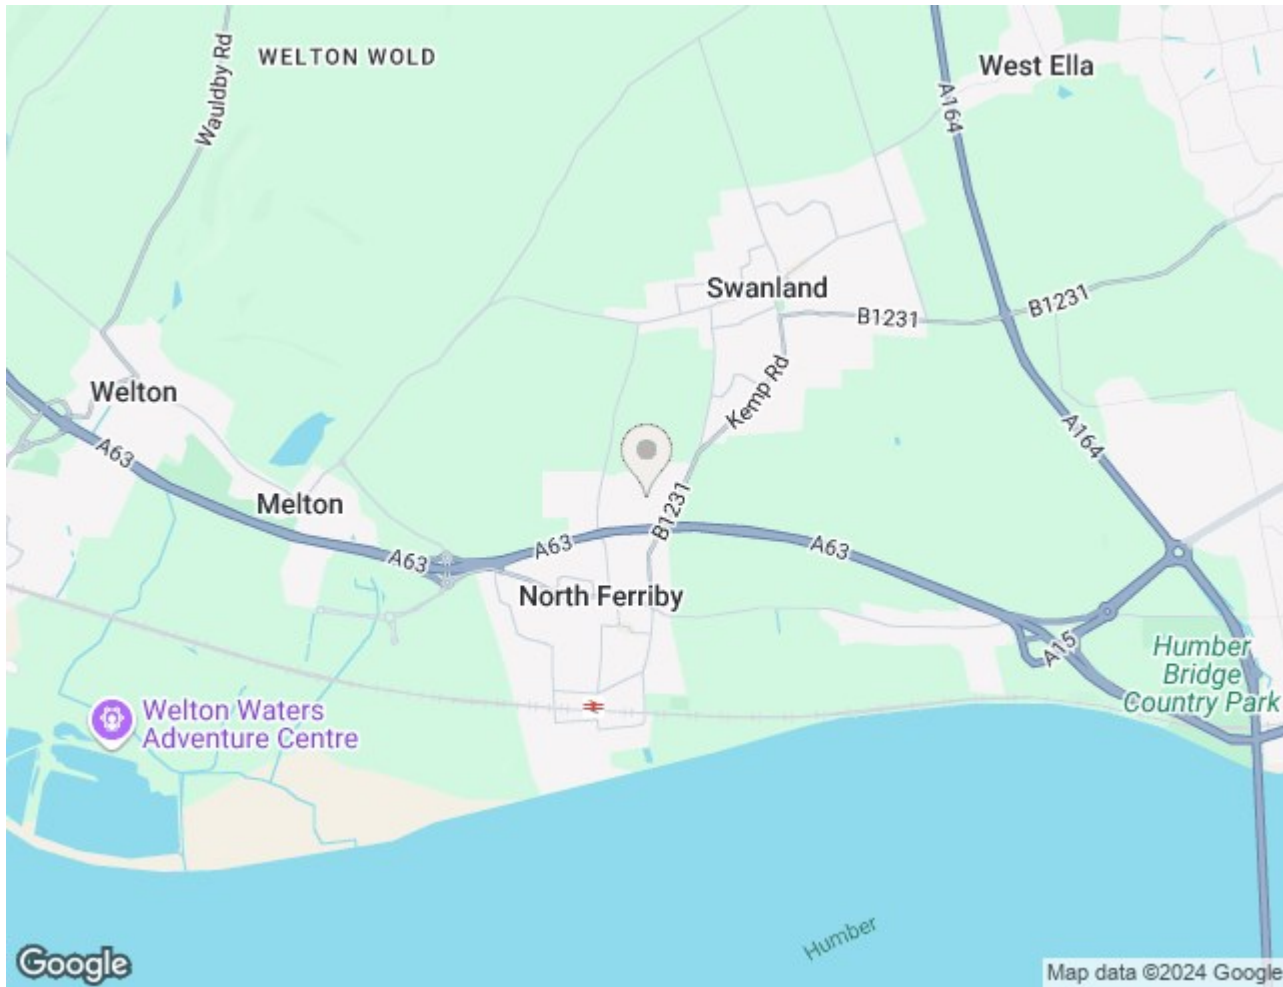 WELTON WOLD
Wauldby Rd
West Ella
A164
Swanland
B1231
B1231
Kemp Rd
Welton
A63
A164
Melton
B1231
A63
A63
A63
North Ferriby
A15
Humber
Bridge
Country Park
Welton Waters
Adventure Centre
Humber
Google
Map data ©2024 Google